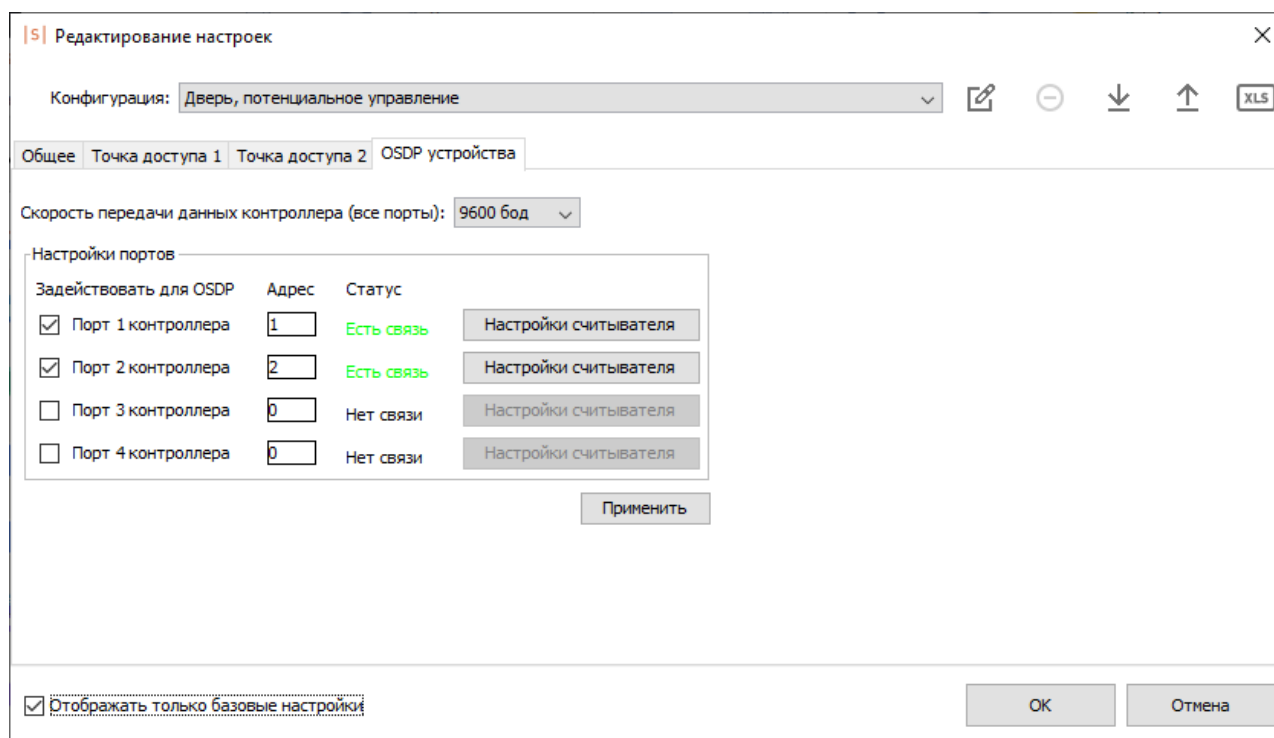 |S| Редактирование настроек
Конфигурация: Дверь, потенциальное управление
XLS
Общее Точка доступа 1 Точка доступа 2 OSDP устройства
Скорость передачи данных контроллера (все порты): 9600 бод
Настройки портов
Задействовать для OSDP Адрес Статус
Порт 1 контроллера 1 Есть связь Настройки считывателя
Порт 2 контроллера 2 Есть связь Настройки считывателя
Порт 3 контроллера 0 Нет связи Настройки считывателя
Порт 4 контроллера 0 Нет связи Настройки считывателя
Применить
Отображать только базовые настройки OK Отмена